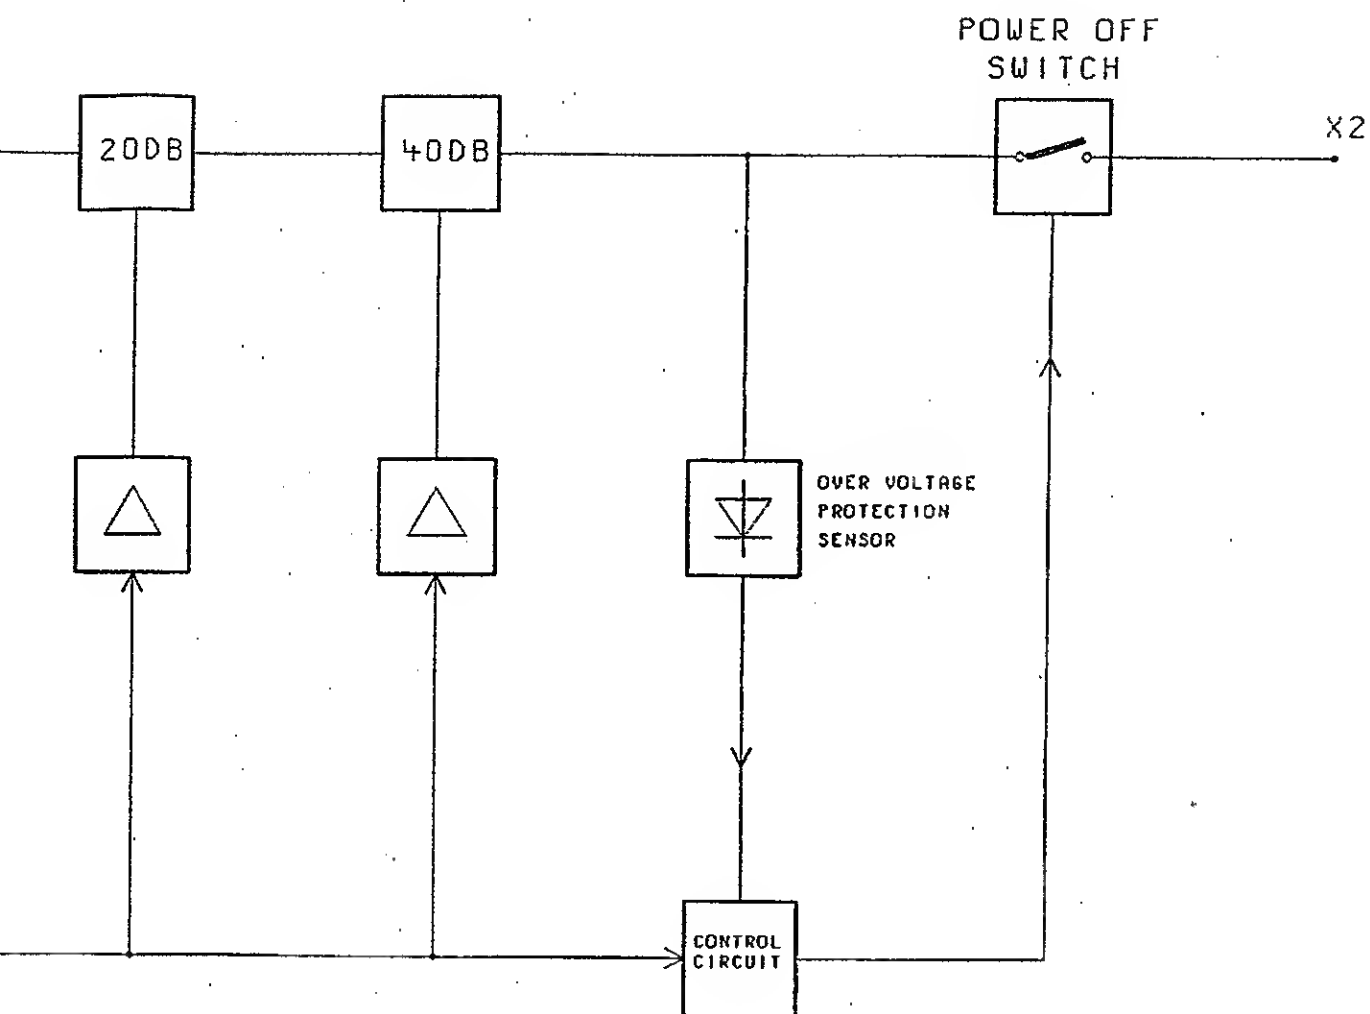 POWER OFF
SWITCH
X2
20DB
40DB
OVER VOLTAGE
PROTECTION
SENSOR
CONTROL
CIRCUIT